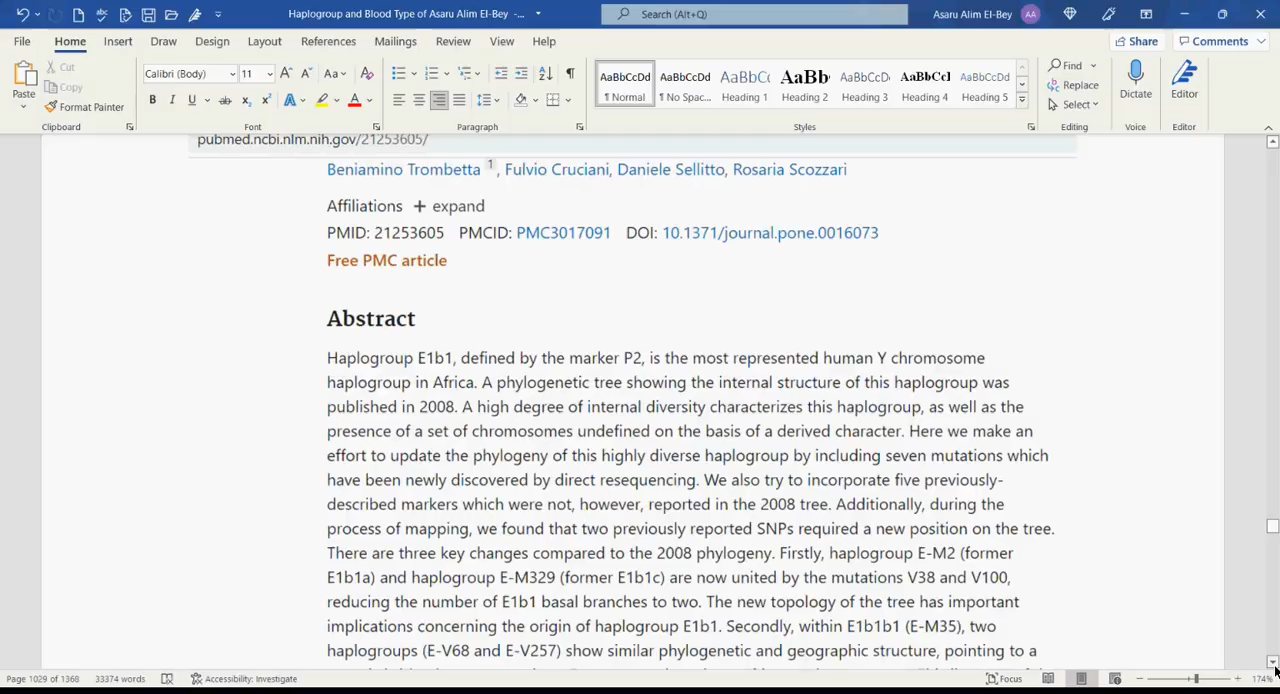 Haplogroup and Blood Type of Asaru Alim El-Bey -...
Search (Alt+Q)
Asaru Alim El-Bey AA
File Home Insert Draw Design Layout References Mailings Review View Help Share Comments
Paste
Cut
Copy
Format Painter
Calibri (Body) 11
AaBbCcDd AaBbCcDd AaBbC AaBb AaBbCcD AaBbCcI AaBbCcDd
¶ Normal ¶ No Spac... Heading 1 Heading 2 Heading 3 Heading 4 Heading 5
Find
Replace
Select
Dictate
Editor
Clipboard Font Paragraph Styles Editing Voice Editor
pubmed.ncbi.nlm.nih.gov/21253605/
Beniamino Trombetta 1, Fulvio Cruciani, Daniele Sellitto, Rosaria Scozzari
Affiliations + expand
PMID: 21253605 PMCID: PMC3017091 DOI: 10.1371/journal.pone.0016073
Free PMC article
Abstract
Haplogroup E1b1, defined by the marker P2, is the most represented human Y chromosome
haplogroup in Africa. A phylogenetic tree showing the internal structure of this haplogroup was
published in 2008. A high degree of internal diversity characterizes this haplogroup, as well as the
presence of a set of chromosomes undefined on the basis of a derived character. Here we make an
effort to update the phylogeny of this highly diverse haplogroup by including seven mutations which
have been newly discovered by direct resequencing. We also try to incorporate five previously-
described markers which were not, however, reported in the 2008 tree. Additionally, during the
process of mapping, we found that two previously reported SNPs required a new position on the tree.
There are three key changes compared to the 2008 phylogeny. Firstly, haplogroup E-M2 (former
E1b1a) and haplogroup E-M329 (former E1b1c) are now united by the mutations V38 and V100,
reducing the number of E1b1 basal branches to two. The new topology of the tree has important
implications concerning the origin of haplogroup E1b1. Secondly, within E1b1b1 (E-M35), two
haplogroups (E-V68 and E-V257) show similar phylogenetic and geographic structure, pointing to a
Page 1029 of 1368 33374 words Accessibility: Investigate Focus 174%